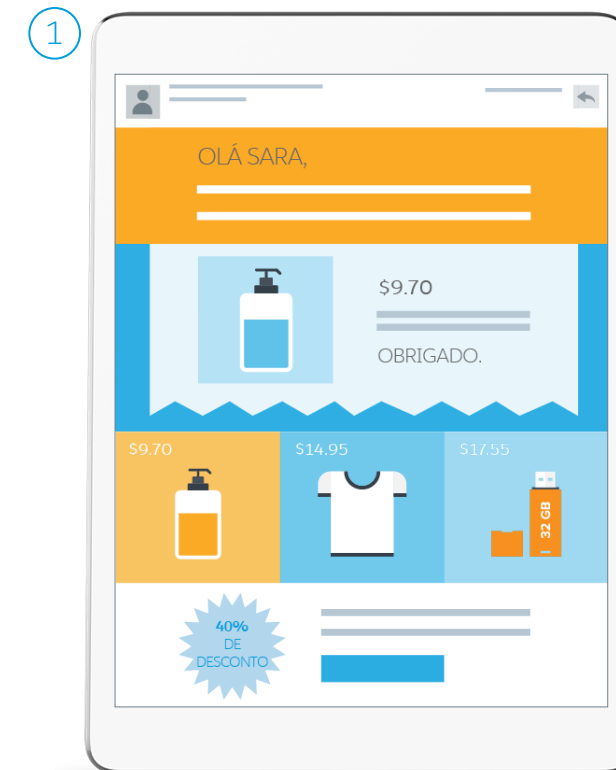 1
OLÁ SARA,
$9.70
OBRIGADO.
$9.70
$14.95
$17.55
32 GB
40%
DE
DESCONTO